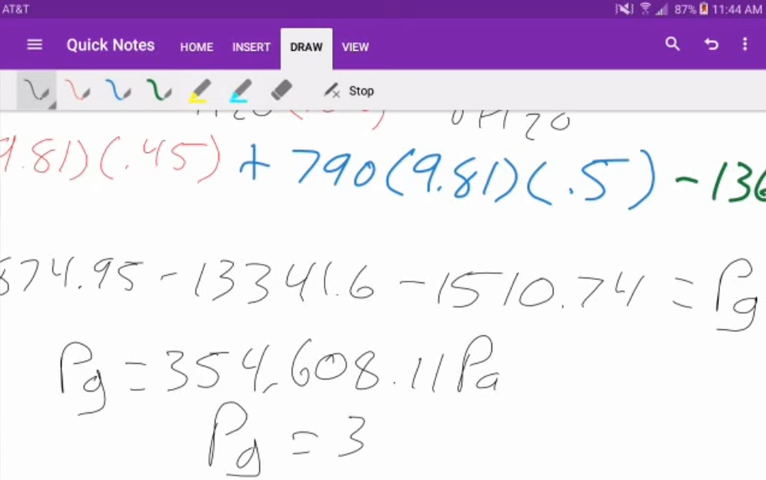 AT&T 87% 11:44 AM
Quick Notes HOME INSERT DRAW VIEW
Stop
9.81)(.45) + 790(9.81)(.5) -136
874.95 -13341.6 -1510.74 = Pg
Pg = 354,608.11 Pa
Pg = 3